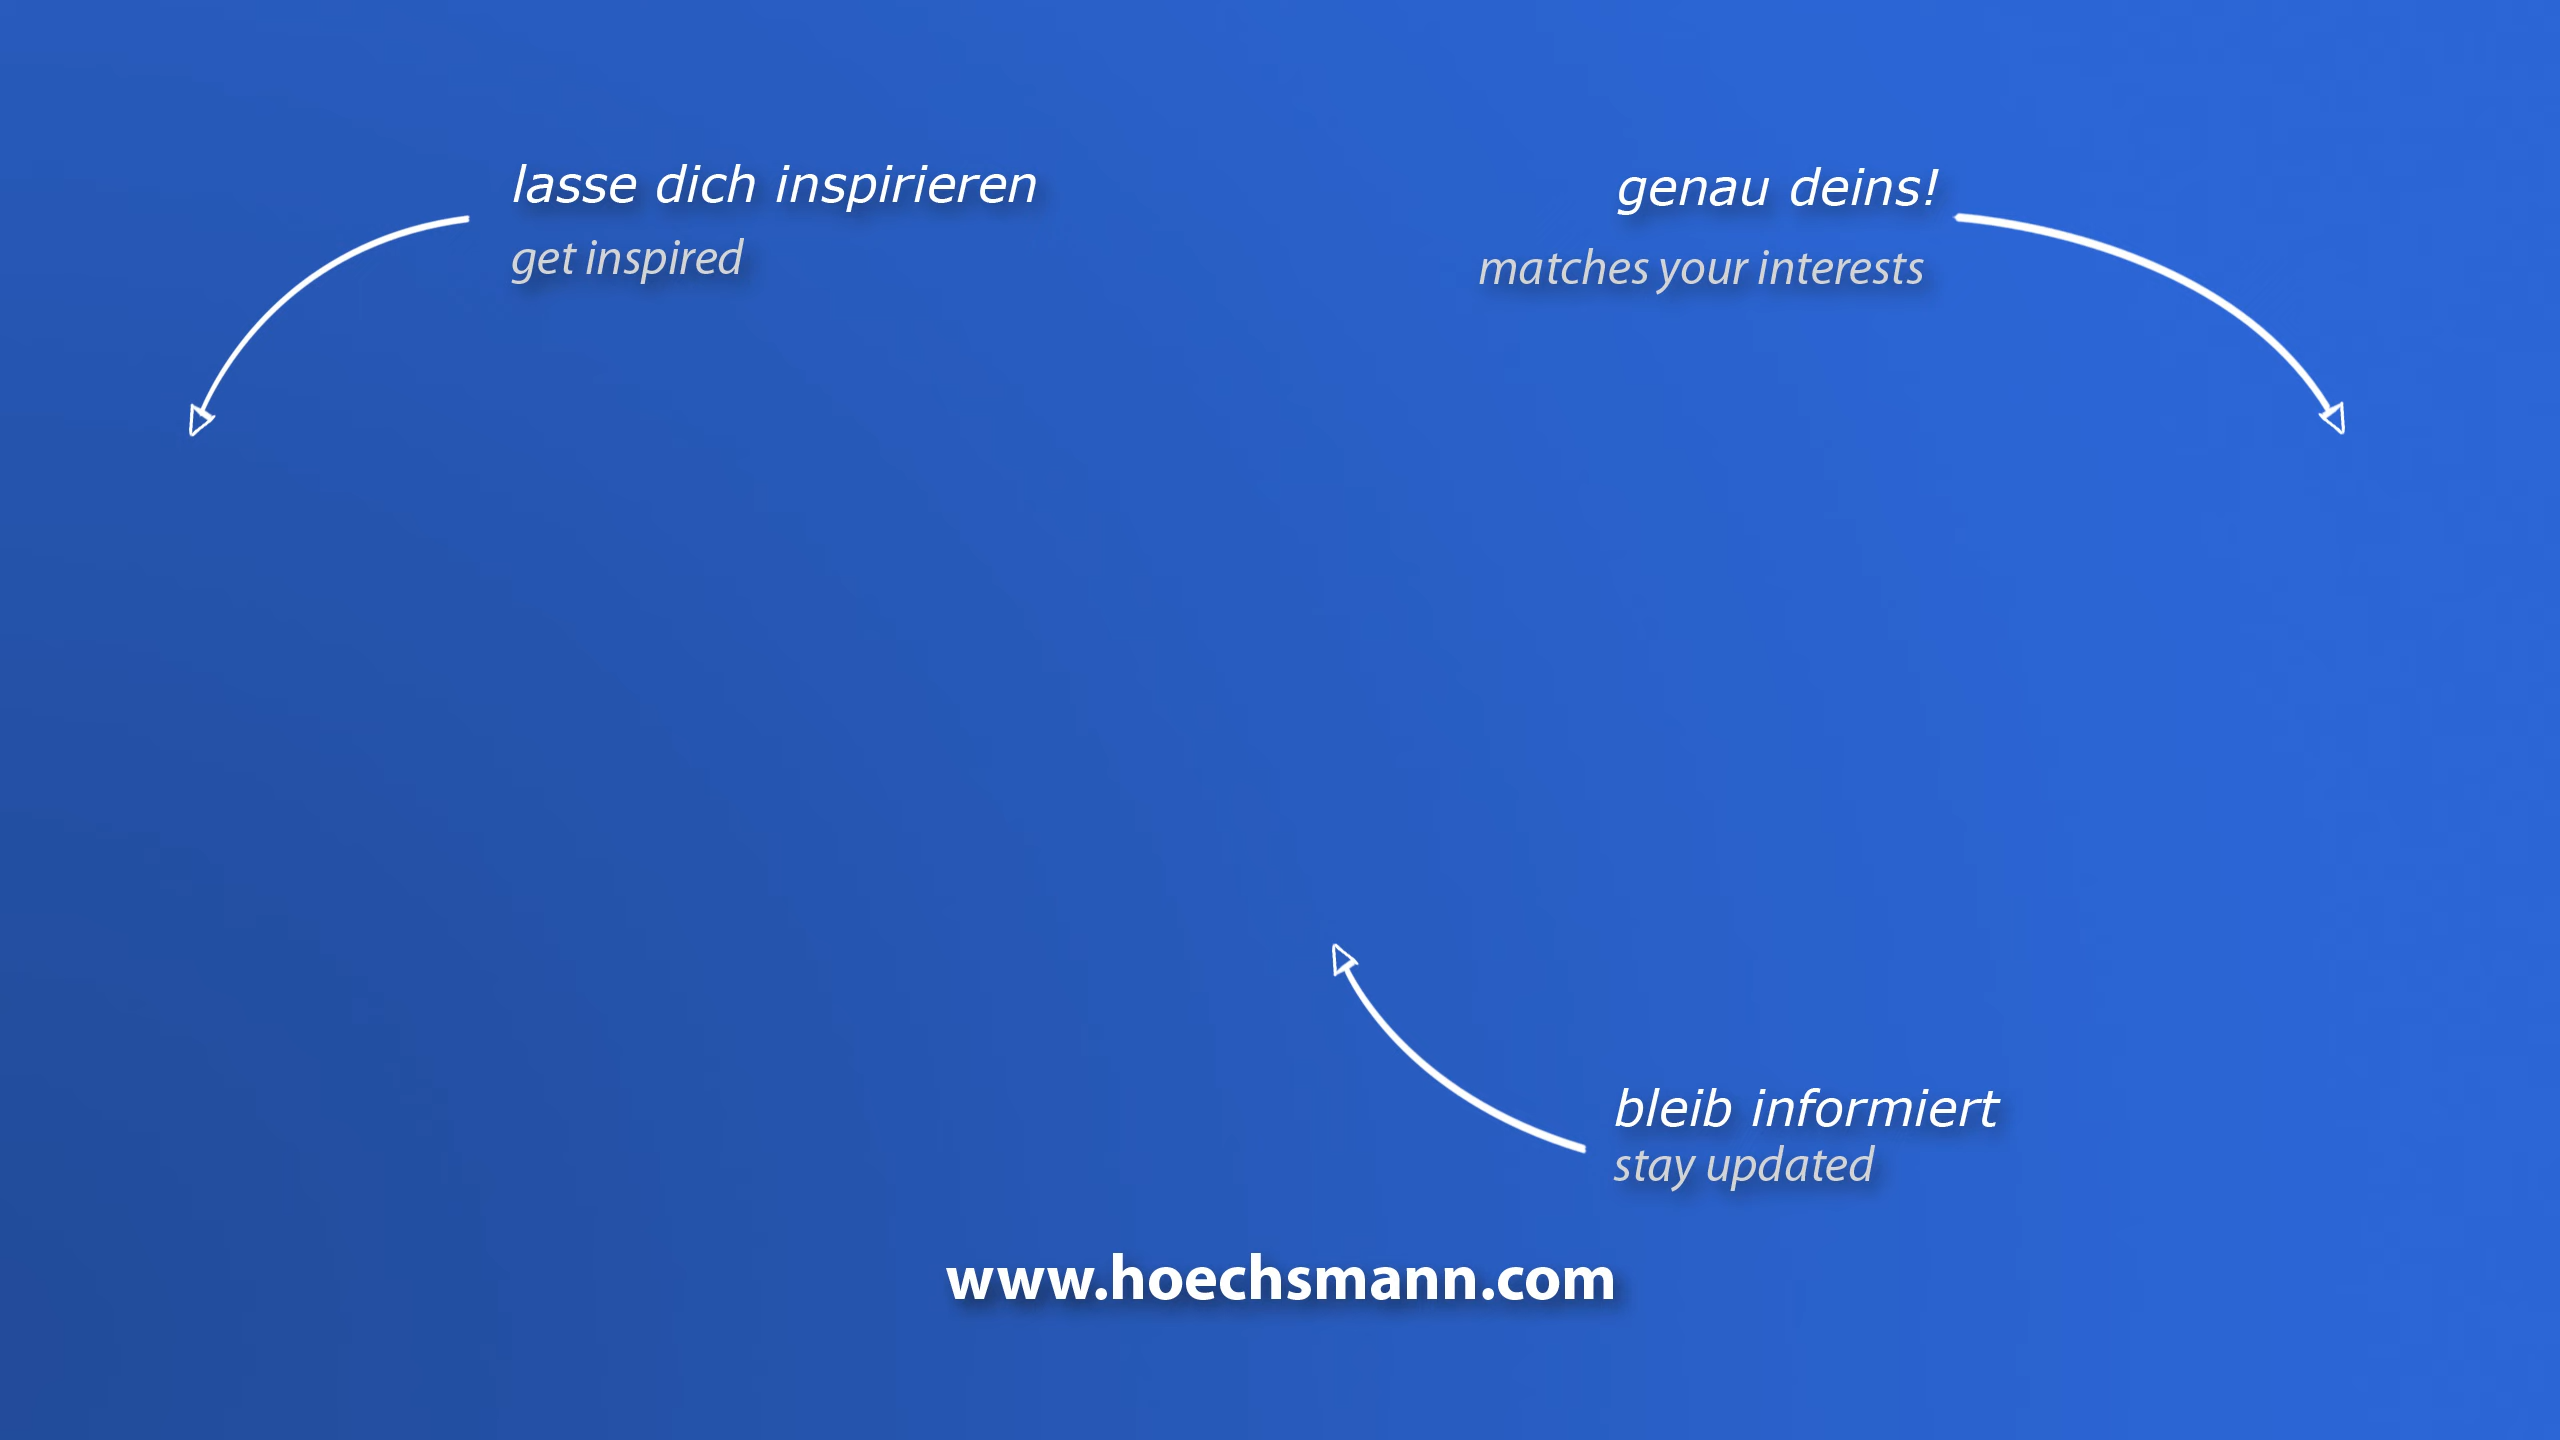 lasse dich inspirieren
get inspired
genau deins!
matches your interests
bleib informiert
stay updated
www.hoechsmann.com